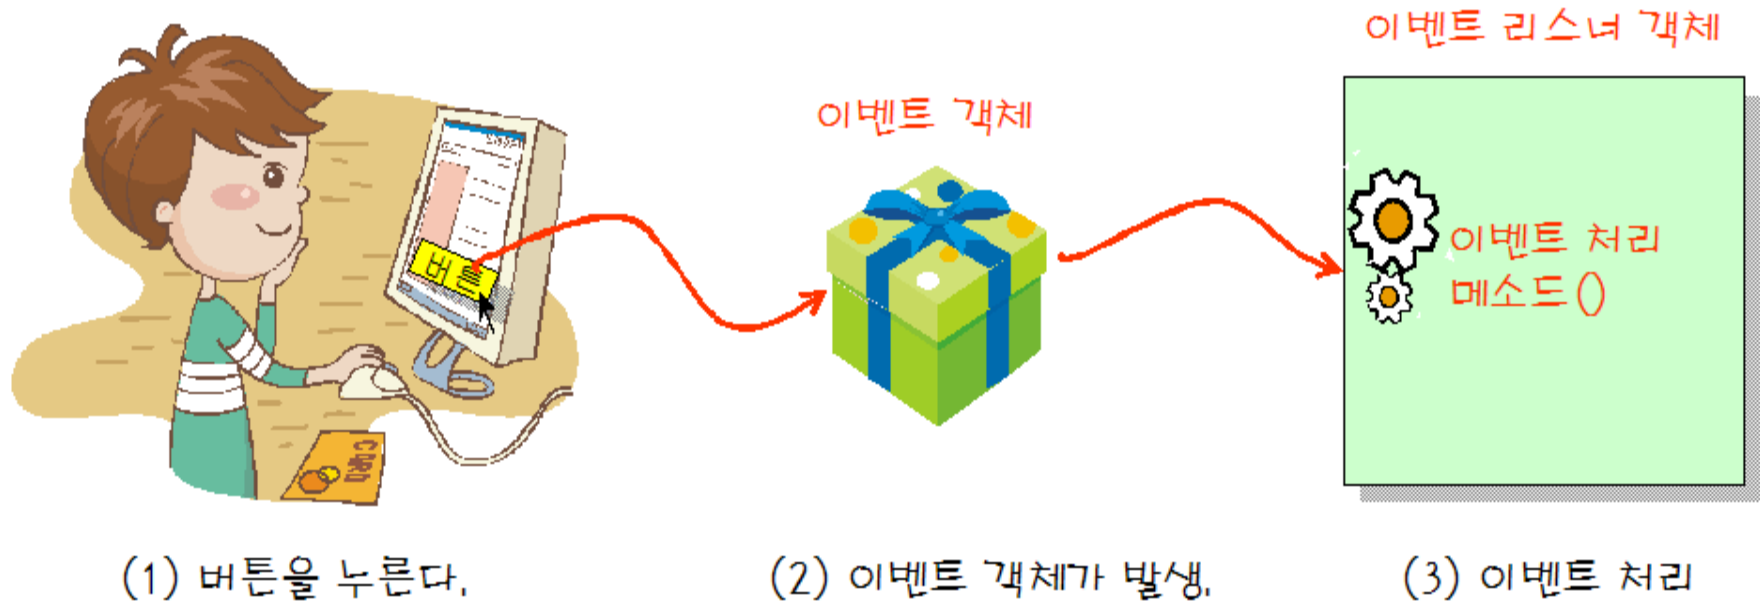 이벤트 리스너 객체
이벤트 객체
버튼
이벤트 처리
메소드()
CARD
(1) 버튼을 누른다.
(2) 이벤트 객체가 발생.
(3) 이벤트 처리